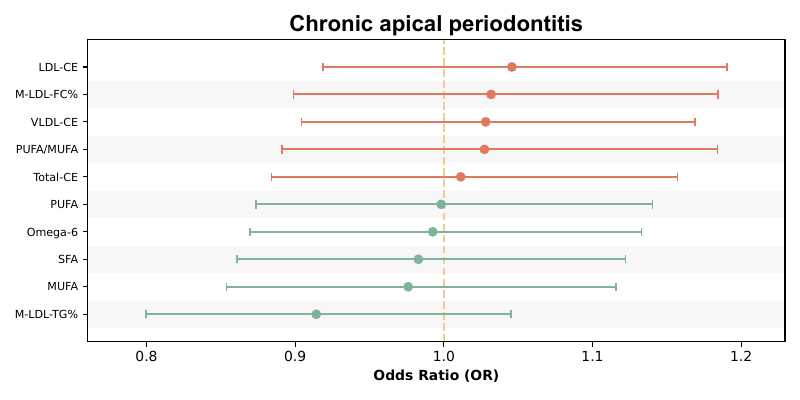 Chronic apical periodontitis
LDL-CE
M-LDL-FC%
VLDL-CE
PUFA/MUFA
Total-CE
PUFA
Omega-6
SFA
MUFA
M-LDL-TG%
0.8 0.9 1.0 1.1 1.2
Odds Ratio (OR)